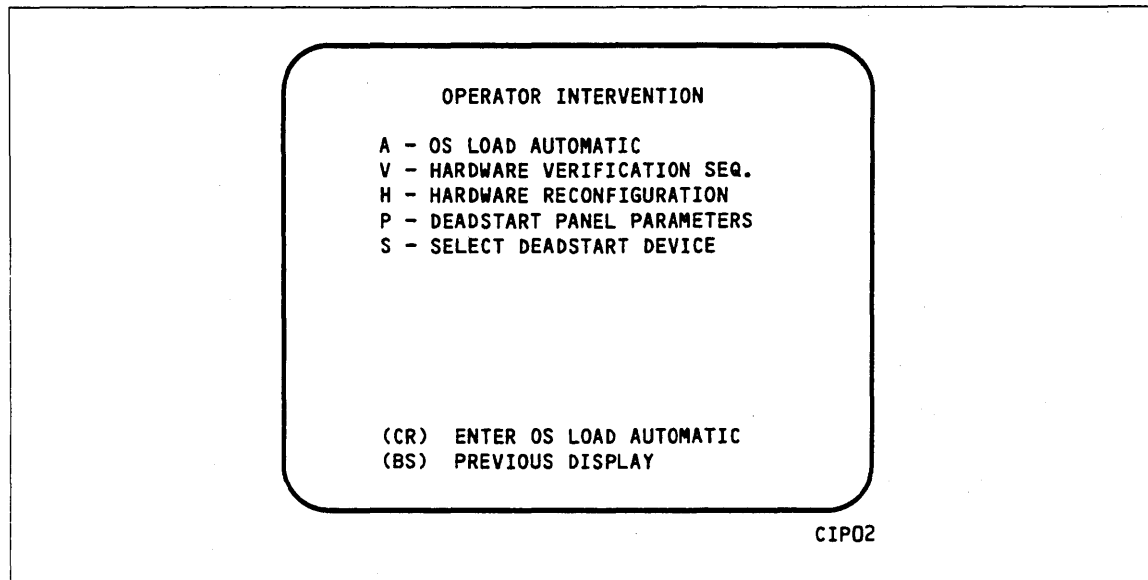 OPERATOR INTERVENTION
A - OS LOAD AUTOMATIC
V - HARDWARE VERIFICATION SEQ.
H - HARDWARE RECONFIGURATION
P - DEADSTART PANEL PARAMETERS
S - SELECT DEADSTART DEVICE
(CR) ENTER OS LOAD AUTOMATIC
(BS) PREVIOUS DISPLAY
CIP02